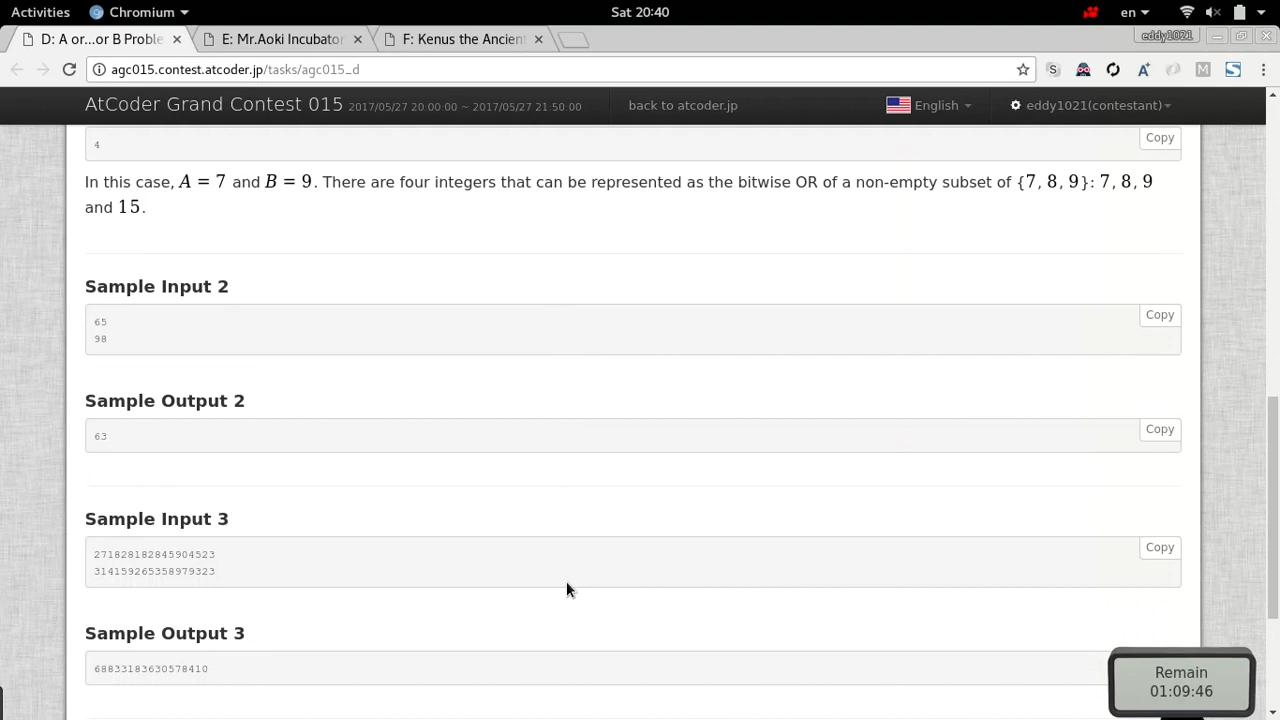 Activities Chromium Sat 20:40 en
D: A or...or B Proble E: Mr.Aoki Incubator F: Kenus the Ancien eddy1021
agc015.contest.atcoder.jp/tasks/agc015_d
AtCoder Grand Contest 015 2017/05/27 20:00:00 ~ 2017/05/27 21:50:00 back to atcoder.jp English eddy1021(contestant)
4 Copy
In this case, A = 7 and B = 9. There are four integers that can be represented as the bitwise OR of a non-empty subset of {7, 8, 9}: 7, 8, 9
and 15.
Sample Input 2
Copy
65
98
Sample Output 2
63 Copy
Sample Input 3
Copy
271828182845904523
314159265358979323
Sample Output 3
68833183630578410
Remain
01:09:46